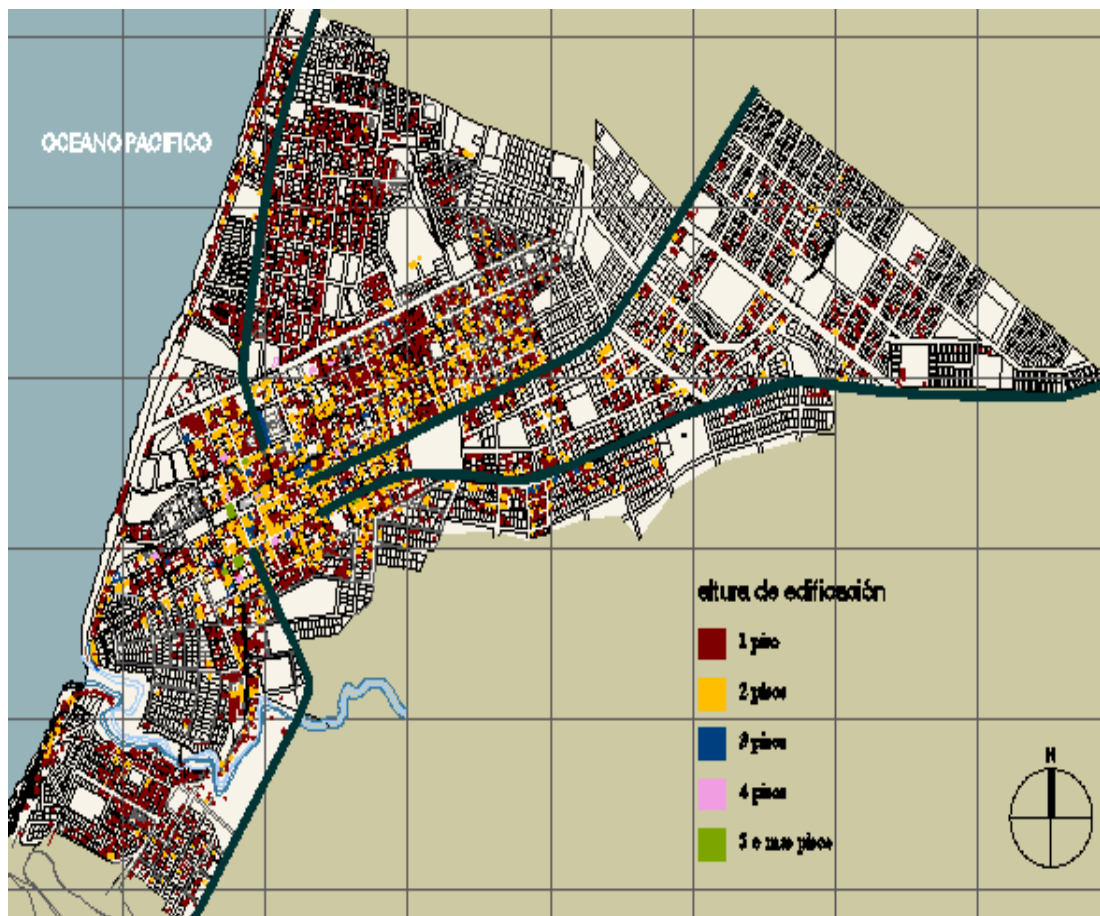 OCEANO PACIFICO
altura de edificación
1 piso
2 pisos
3 pisos
4 pisos
5 o mas pisos
N